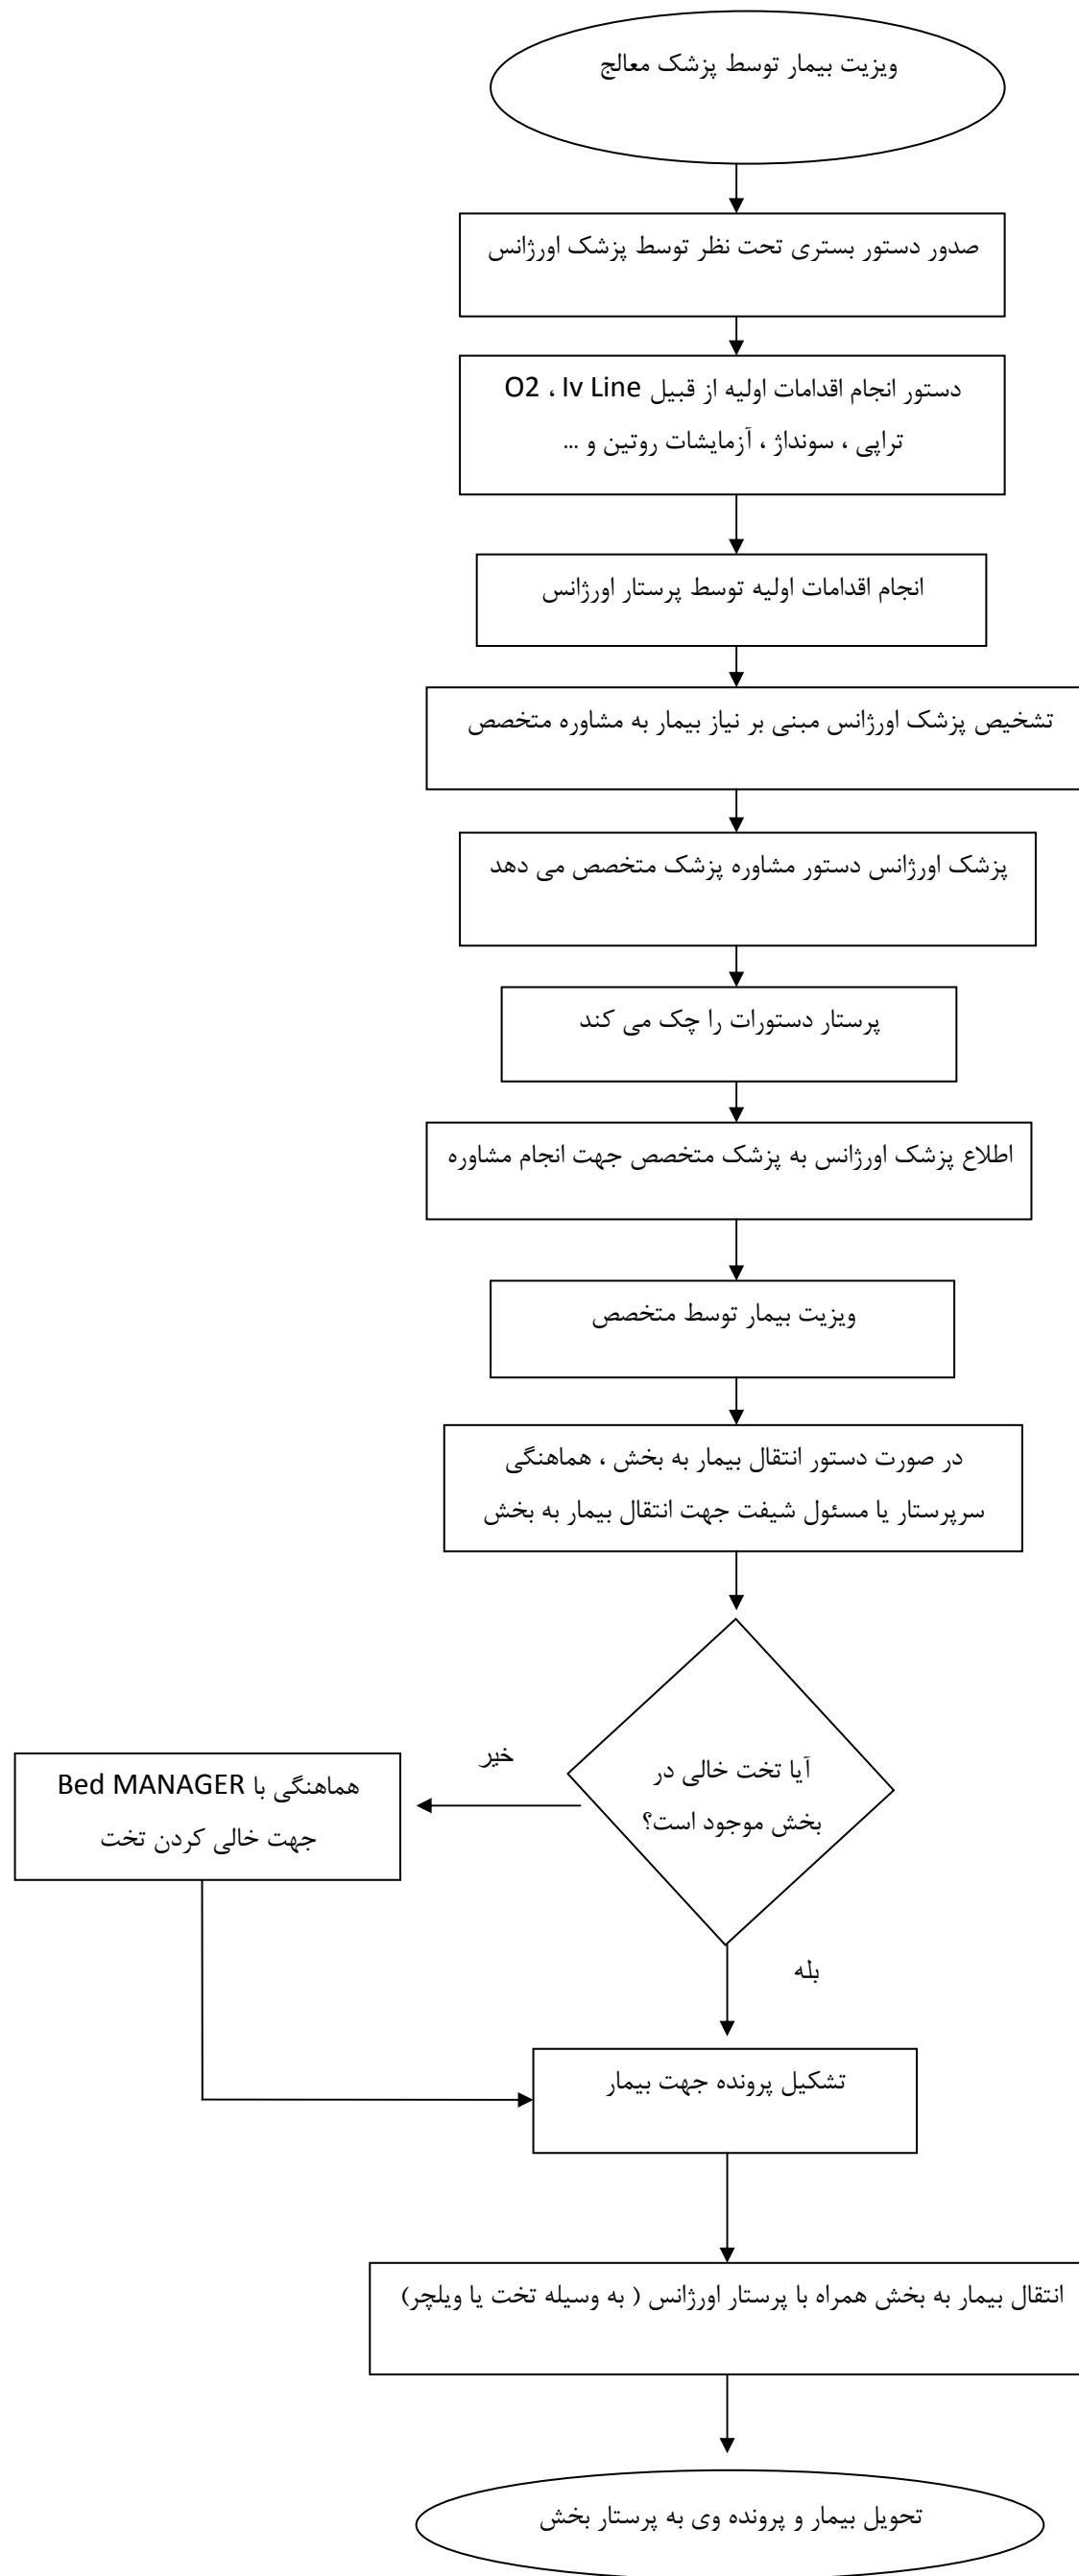 ویزیت بیمار توسط پزشک معالج
صدور دستور بستری تحت نظر توسط پزشک اورژانس
دستور انجام اقدامات اولیه از قبیل O2 ، Iv Line
تراپی ، سونداژ ، آزمایشات روتین و ...
انجام اقدامات اولیه توسط پرستار اورژانس
تشخیص پزشک اورژانس مبنی بر نیاز بیمار به مشاوره متخصص
پزشک اورژانس دستور مشاوره پزشک متخصص می دهد
پرستار دستورات را چک می کند
اطلاع پزشک اورژانس به پزشک متخصص جهت انجام مشاوره
ویزیت بیمار توسط متخصص
در صورت دستور انتقال بیمار به بخش ، هماهنگی
سرپرستار یا مسئول شیفت جهت انتقال بیمار به بخش
آیا تخت خالی در
بخش موجود است؟
خیر
هماهنگی با Bed MANAGER
جهت خالی کردن تخت
بله
تشکیل پرونده جهت بیمار
انتقال بیمار به بخش همراه با پرستار اورژانس ( به وسیله تخت یا ویلچر)
تحویل بیمار و پرونده وی به پرستار بخش